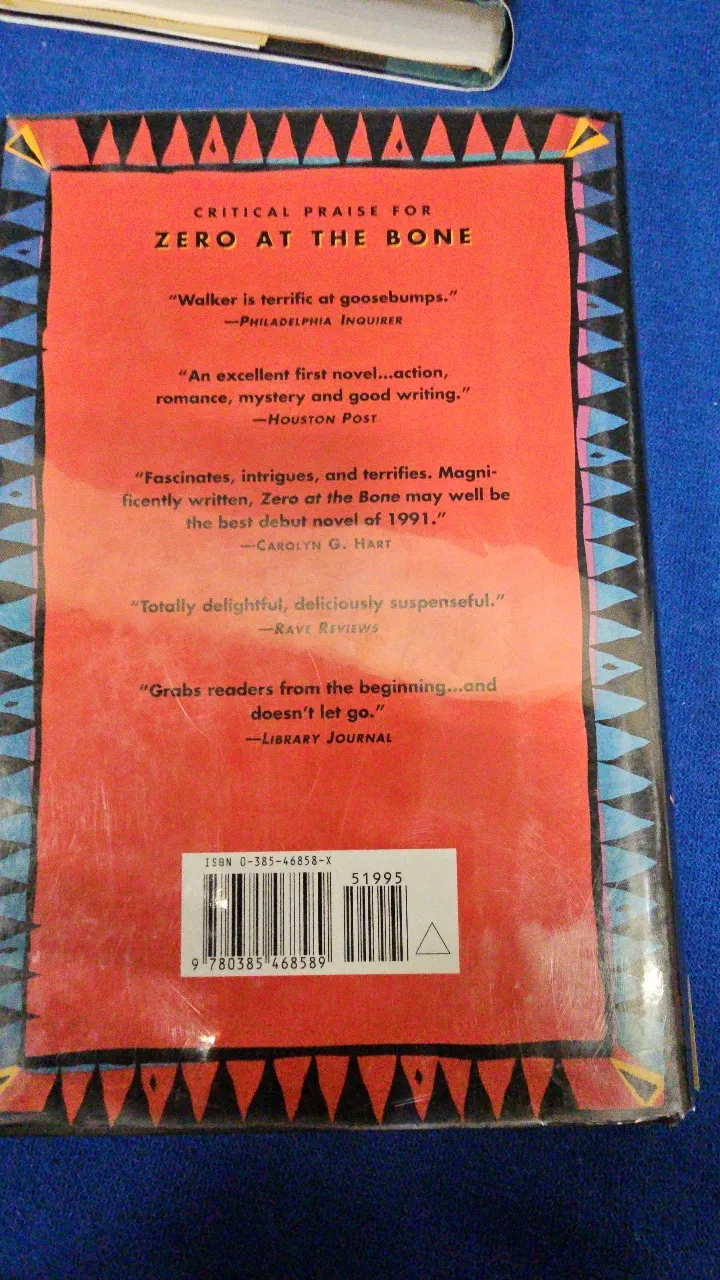 CRITICAL PRAISE FOR
ZERO AT THE BONE
“Walker is terrific at goosebumps.”
—PHILADELPHIA INQUIRER
“An excellent first novel...action,
romance, mystery and good writing.”
—HOUSTON POST
“Fascinates, intrigues, and terrifies. Magni-
ficently written, Zero at the Bone may well be
the best debut novel of 1991.”
—CAROLYN G. HART
“Totally delightful, deliciously suspenseful.”
—RAVE REVIEWS
“Grabs readers from the beginning...and
doesn’t let go.”
—LIBRARY JOURNAL
ISBN 0-385-46858-X
51995
9 780385 468589